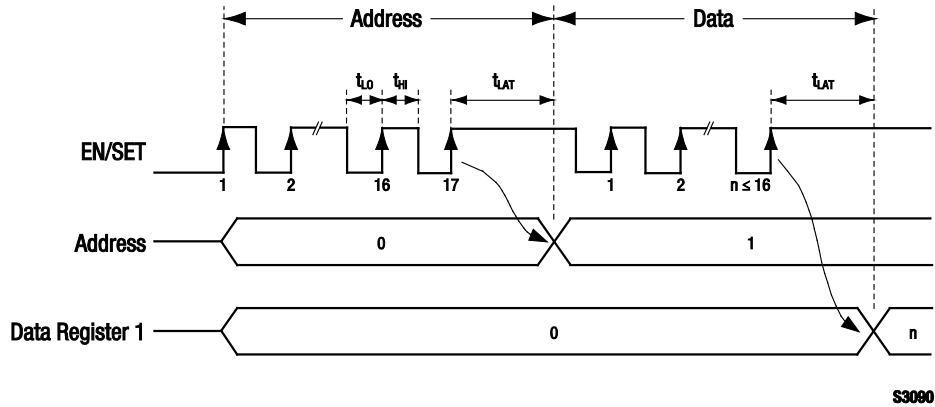 Address Data
tLO tHI tLAT tLAT
EN/SET
1 2 16 17 1 2 n ≤ 16
Address 0 1
Data Register 1 0 n
S3090